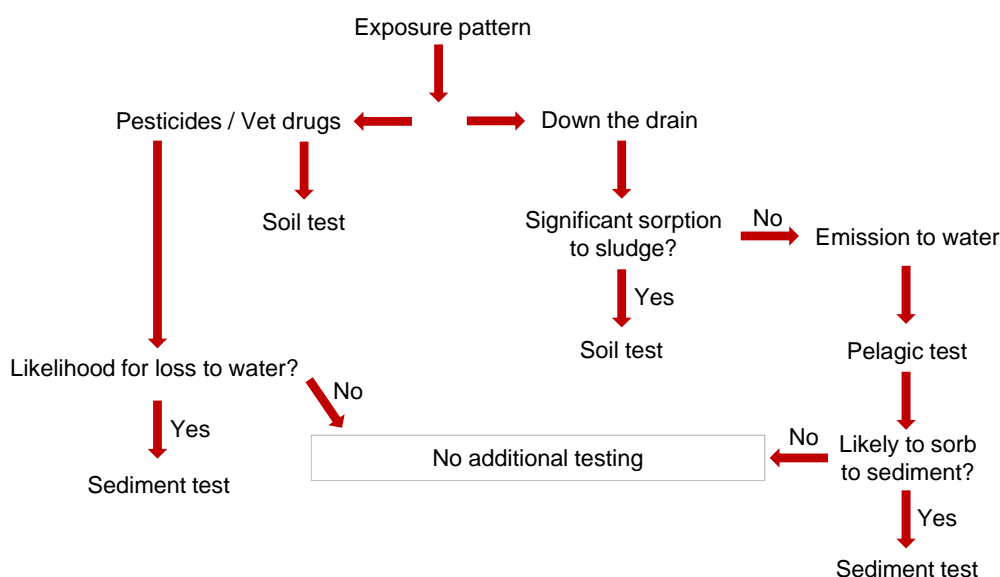 Exposure pattern
Pesticides / Vet drugs
Down the drain
Soil test
Significant sorption
to sludge?
No
Emission to water
Yes
Soil test
Pelagic test
Likelihood for loss to water?
No
Yes
Sediment test
No additional testing
No
Likely to sorb
to sediment?
Yes
Sediment test